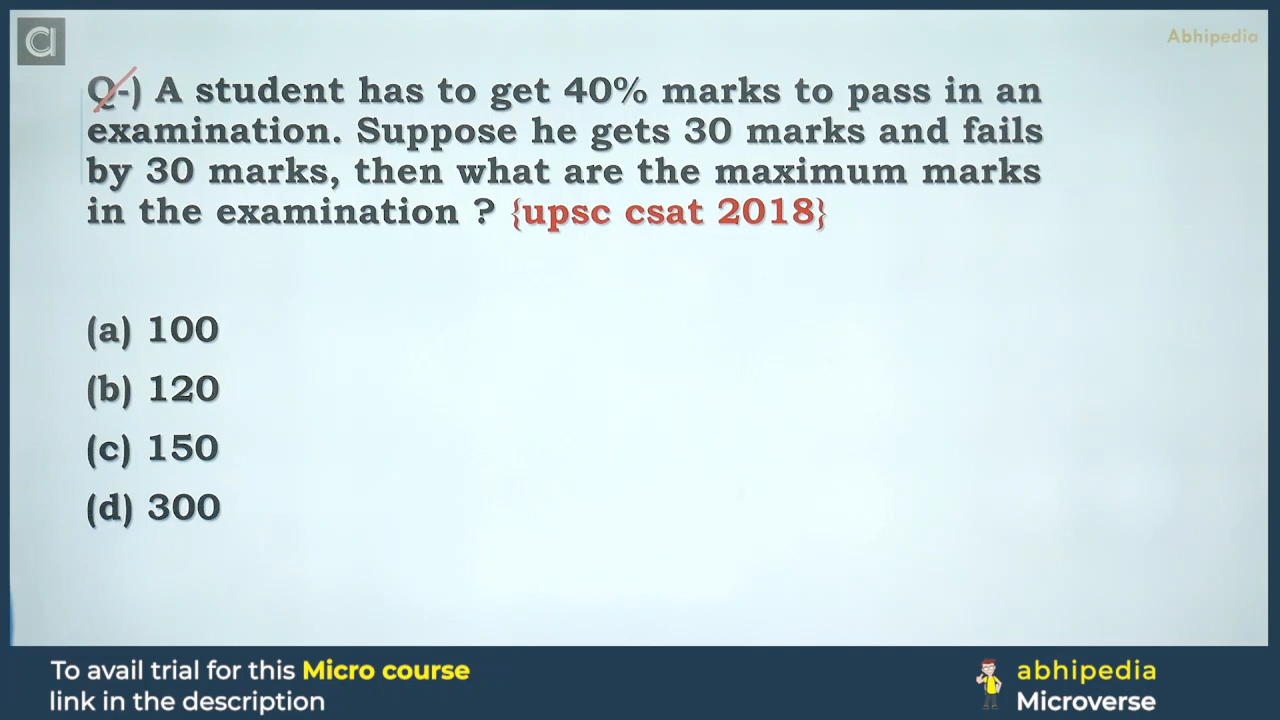 Abhipedia
Q-) A student has to get 40% marks to pass in an
examination. Suppose he gets 30 marks and fails
by 30 marks, then what are the maximum marks
in the examination ? {upsc csat 2018}
(a) 100
(b) 120
(c) 150
(d) 300
To avail trial for this Micro course
link in the description
abhipedia
Microverse